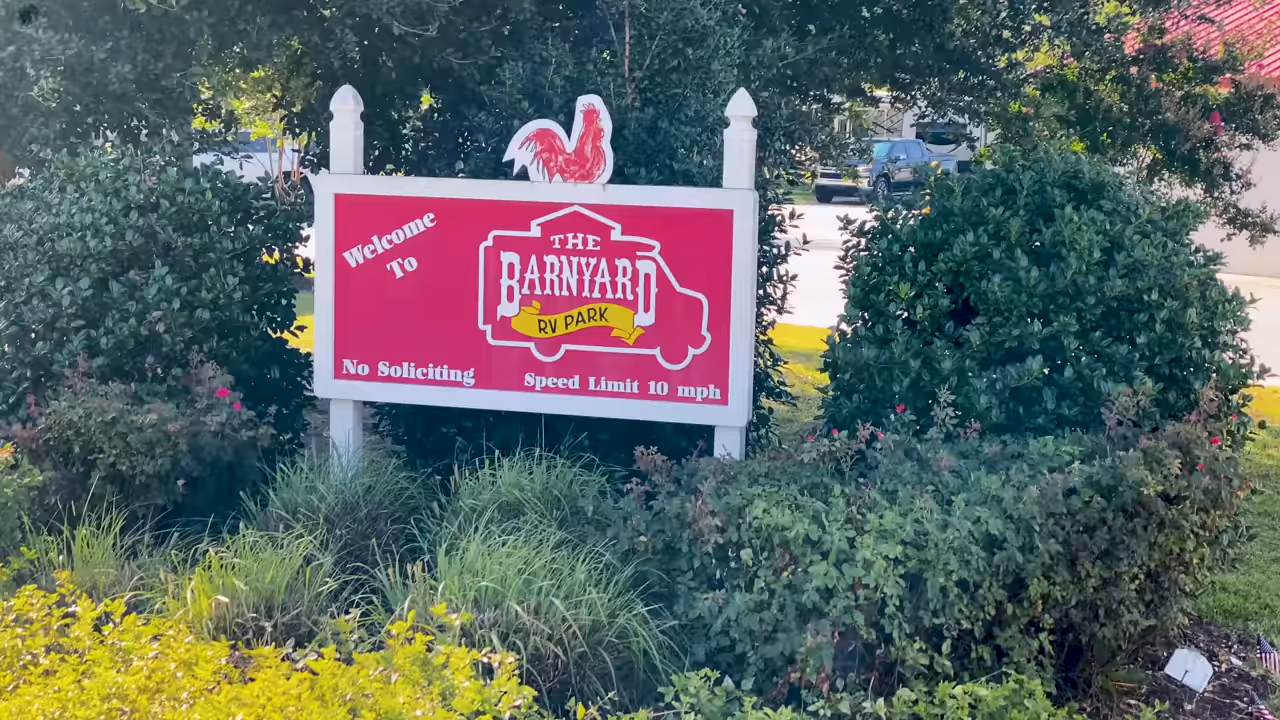 Welcome
To
THE
BARNYARD
RV PARK
No Soliciting
Speed Limit 10 mph